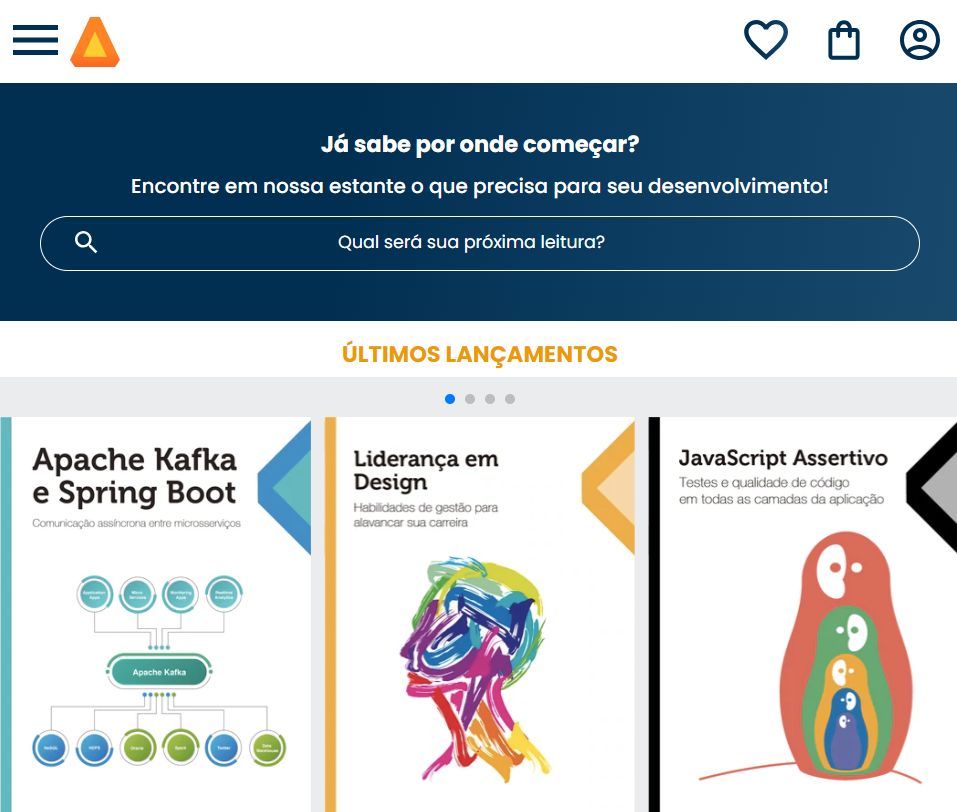 Já sabe por onde começar?
Encontre em nossa estante o que precisa para seu desenvolvimento!
Qual será sua próxima leitura?
ÚLTIMOS LANÇAMENTOS
Apache Kafka
e Spring Boot
Comunicação assíncrona entre microsserviços
Application
Apps
Micro
Services
Monitoring
Apps
Realtime
Analytics
Apache Kafka
NoSQL
HDFS
Oracle
Spark
Twitter
Data
Warehouse
Liderança em
Design
Habilidades de gestão para
alavancar sua carreira
JavaScript Assertivo
Testes e qualidade de código
em todas as camadas da aplicação